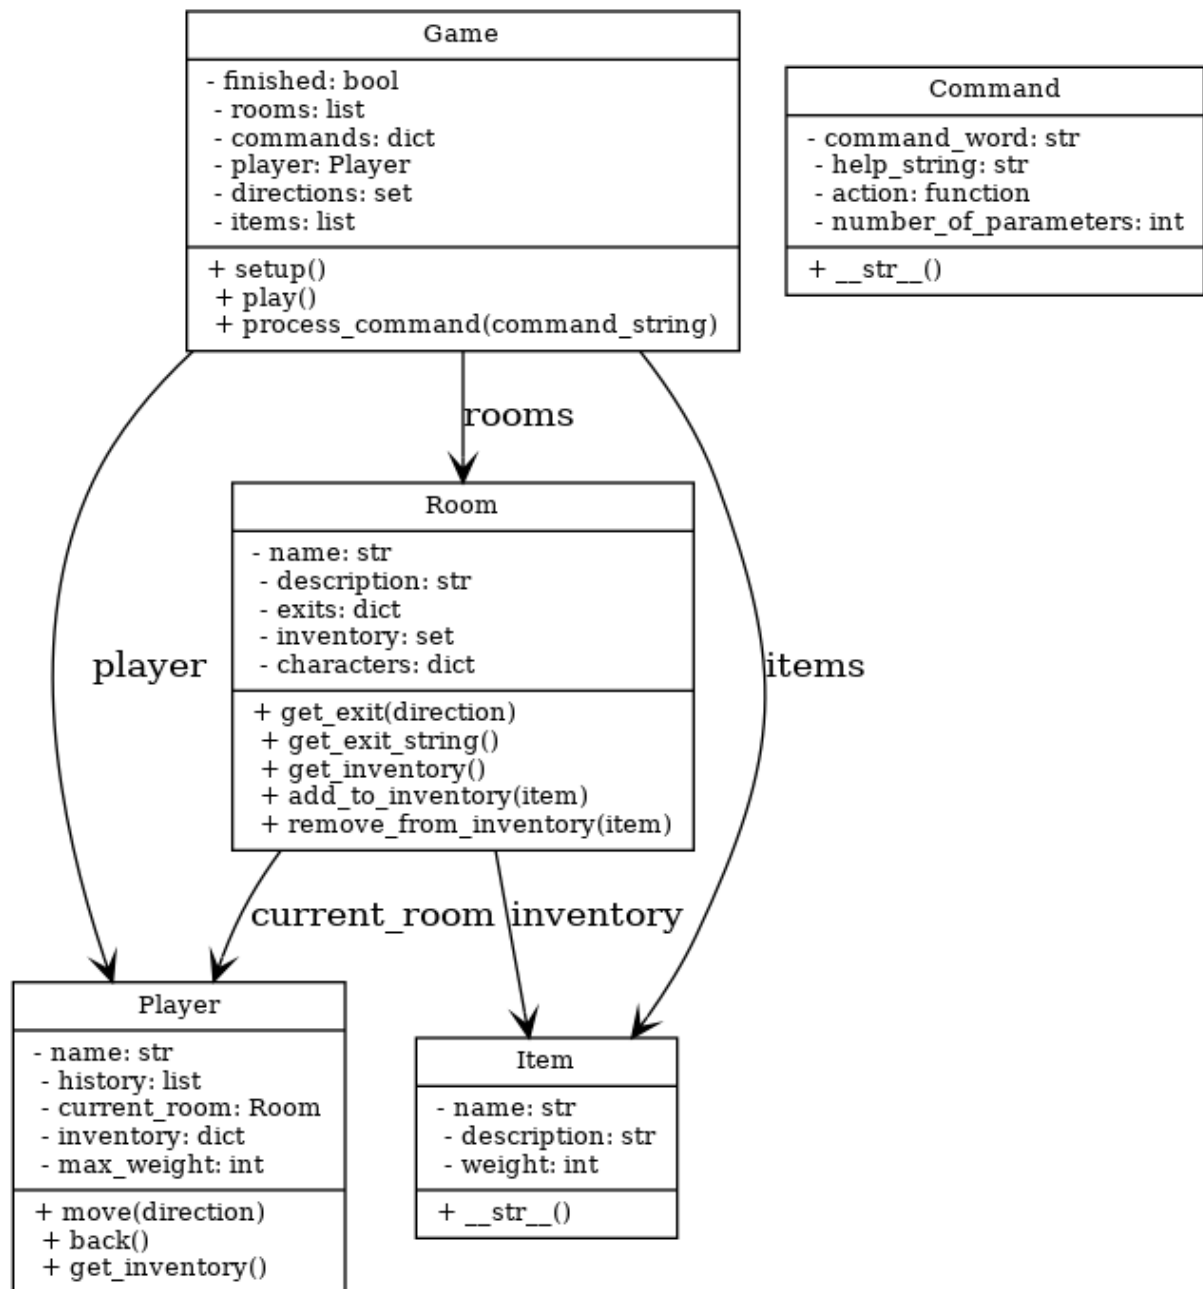 Game
- finished: bool
- rooms: list
- commands: dict
- player: Player
- directions: set
- items: list
+ setup()
+ play()
+ process_command(command_string)
Command
- command_word: str
- help_string: str
- action: function
- number_of_parameters: int
+ __str__()
rooms
player
items
Room
- name: str
- description: str
- exits: dict
- inventory: set
- characters: dict
+ get_exit(direction)
+ get_exit_string()
+ get_inventory()
+ add_to_inventory(item)
+ remove_from_inventory(item)
current_room
inventory
Player
- name: str
- history: list
- current_room: Room
- inventory: dict
- max_weight: int
+ move(direction)
+ back()
+ get_inventory()
Item
- name: str
- description: str
- weight: int
+ __str__()